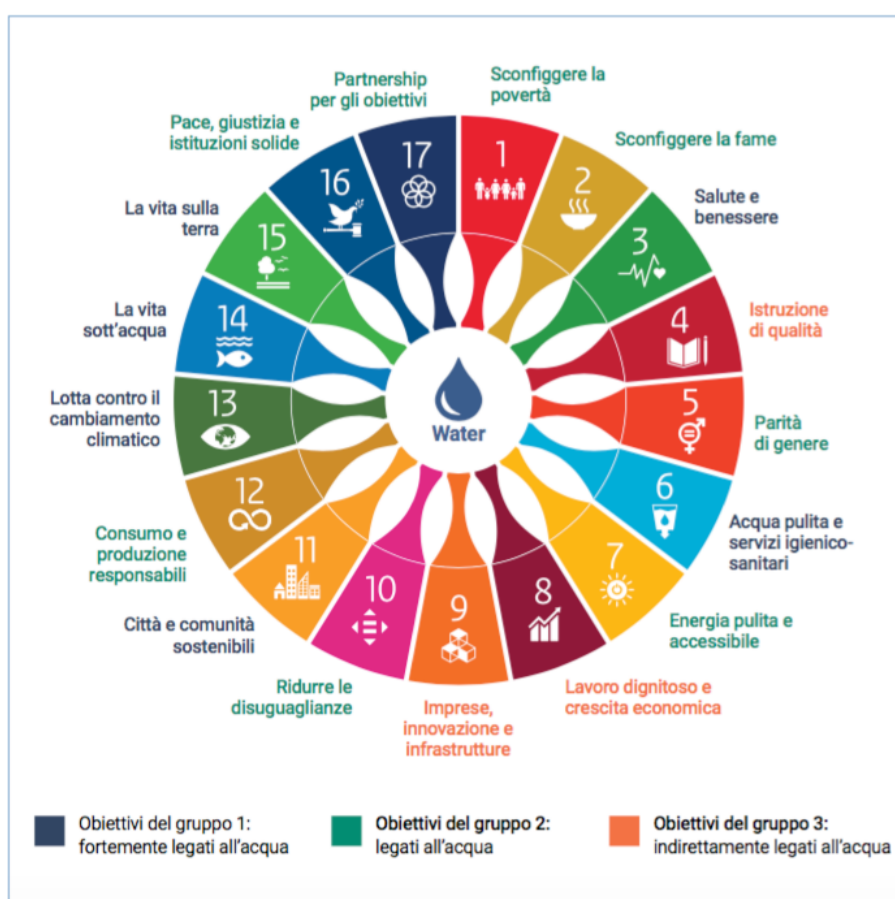 Sconfiggere la
povertà
1
Sconfiggere la fame
2
Salute e
benessere
3
Istruzione
di qualità
4
Parità
di genere
5
Acqua pulita e
servizi igienico-
sanitari
6
Energia pulita e
accessibile
7
Lavoro dignitoso e
crescita economica
8
Imprese,
innovazione e
infrastrutture
9
Ridurre le
disuguaglianze
10
Città e comunità
sostenibili
11
Consumo e
produzione
responsabili
12
Lotta contro il
cambiamento
climatico
13
La vita
sott'acqua
14
La vita sulla
terra
15
Pace, giustizia e
istituzioni solide
16
Partnership
per gli obiettivi
17
Water
Obiettivi del gruppo 1:
fortemente legati all'acqua
Obiettivi del gruppo 2:
legati all'acqua
Obiettivi del gruppo 3:
indirettamente legati all'acqua